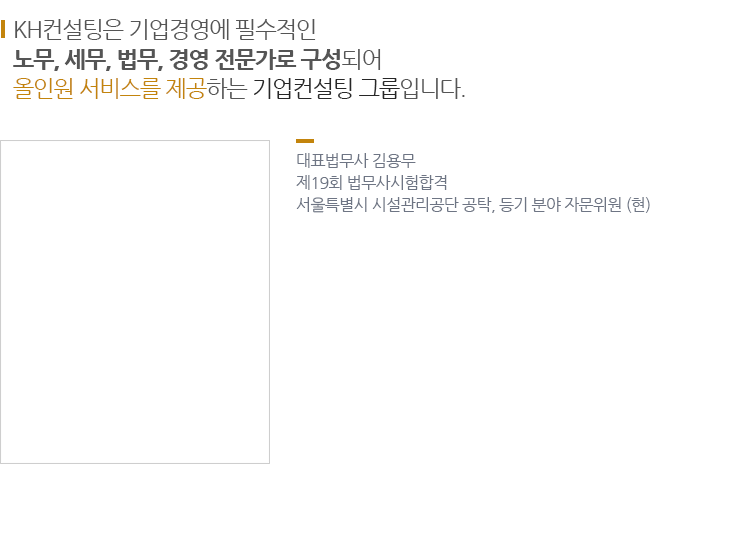 KH컨설팅은 기업경영에 필수적인
노무, 세무, 법무, 경영 전문가로 구성되어
올인원 서비스를 제공하는 기업컨설팅 그룹입니다.
대표법무사 김용무
제19회 법무사시험합격
서울특별시 시설관리공단 공탁, 등기 분야 자문위원 (현)